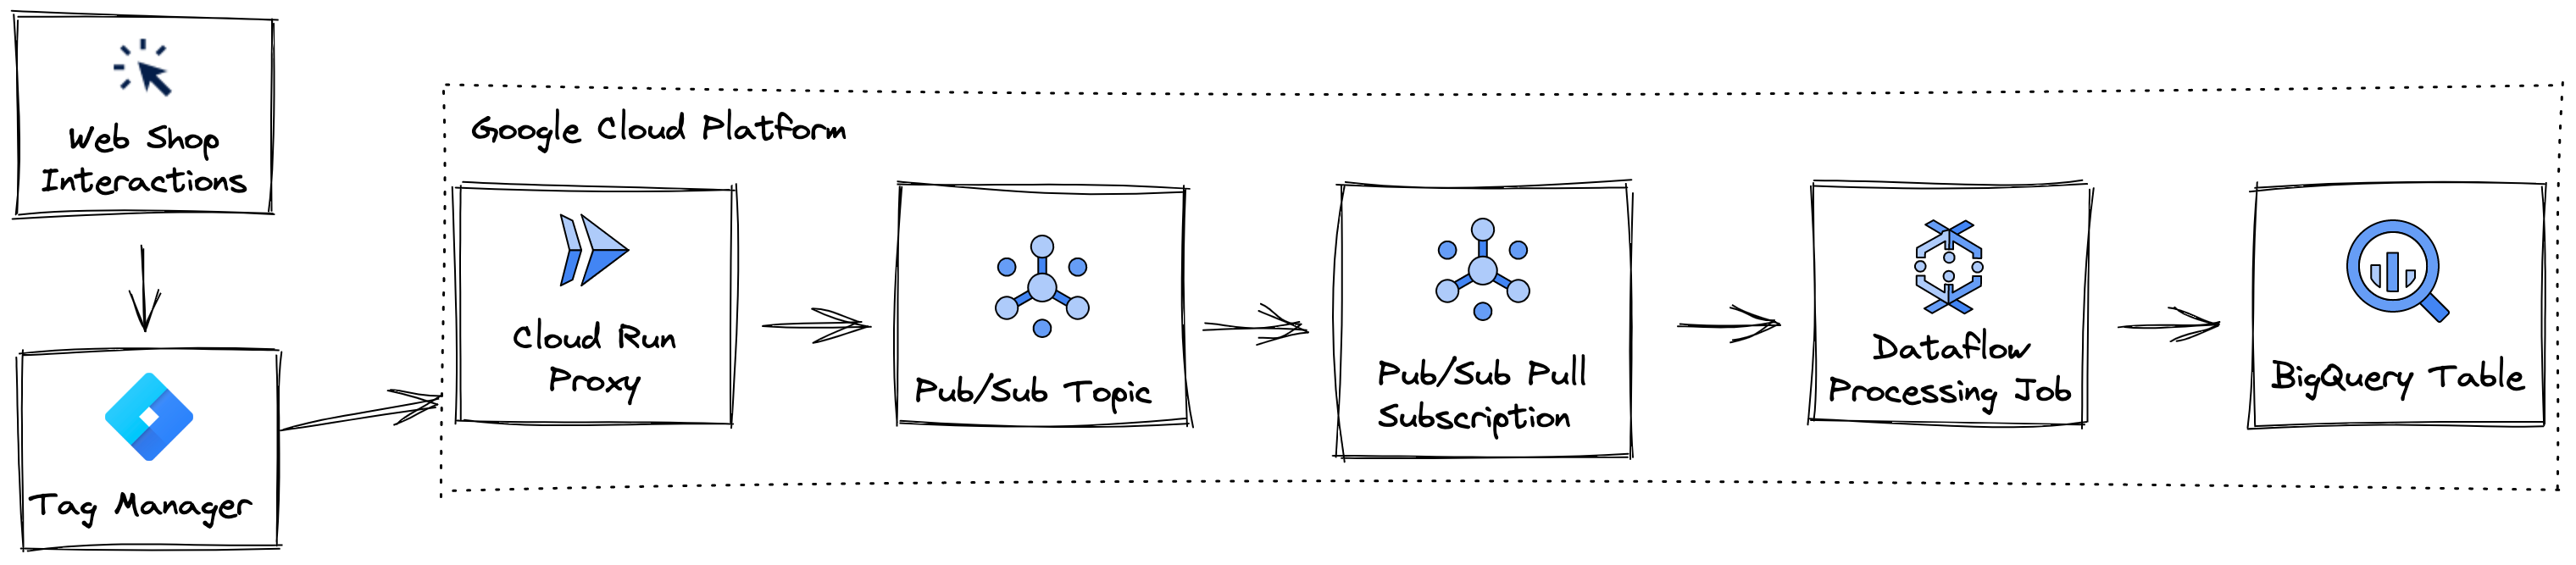 Web Shop
Interactions
Tag Manager
Google Cloud Platform
Cloud Run
Proxy
Pub/Sub Topic
Pub/Sub Pull
Subscription
Dataflow
Processing Job
BigQuery Table